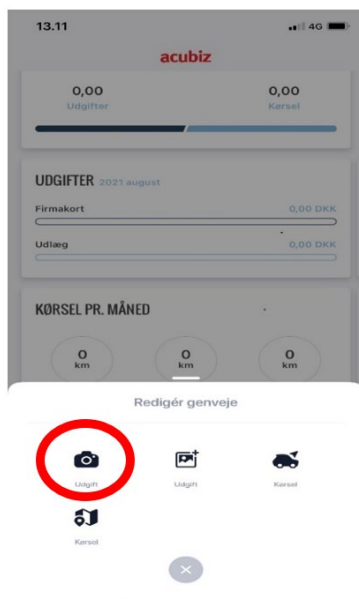 13.11 4G
acubiz
0,00 0,00
Udgifter Kørsel
UDGIFTER 2021 august
Firmakort 0,00 DKK
Udlæg 0,00 DKK
KØRSEL PR. MÅNED
0 0 0
km km km
Redigér genveje
Udgift Udgift Kørsel
Kørsel